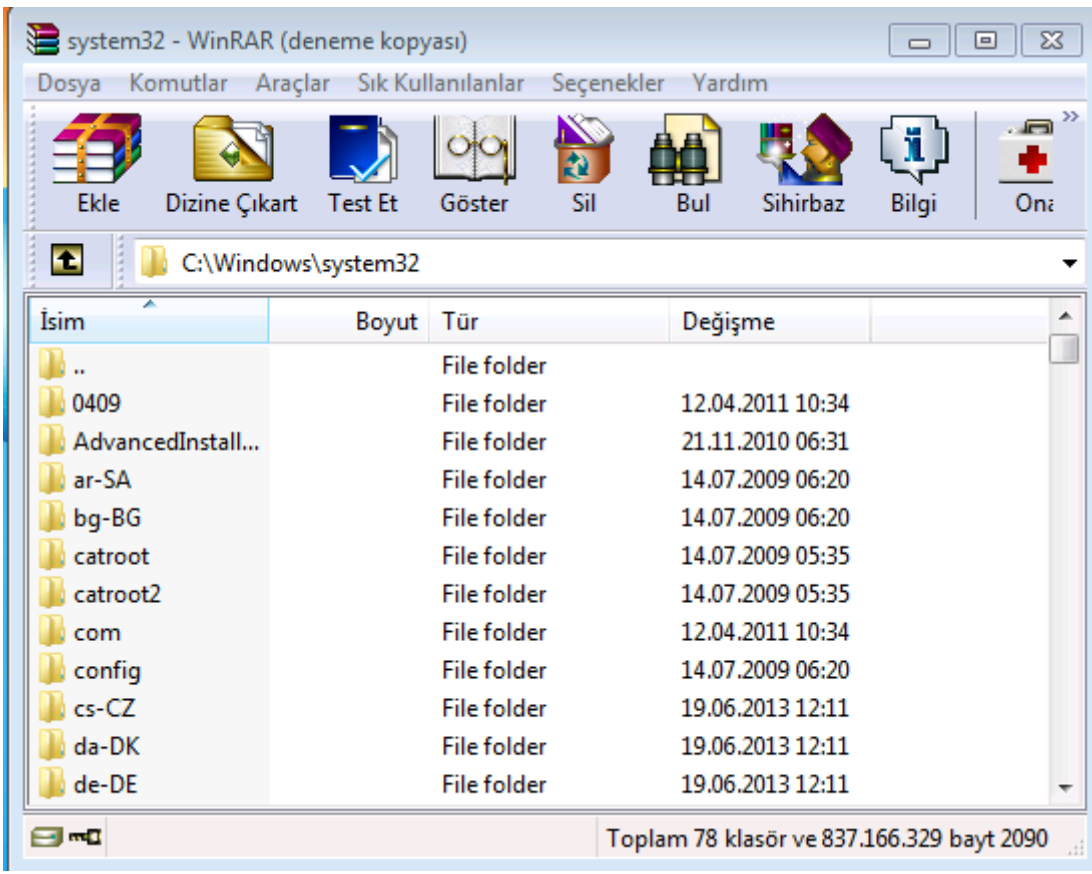 system32 - WinRAR (deneme kopyası)
Dosya Komutlar Araçlar Sık Kullanılanlar Seçenekler Yardım
Ekle Dizine Çıkart Test Et Göster Sil Bul Sihirbaz Bilgi Ona
C:\Windows\system32
İsim Boyut Tür Değişme
.. File folder
0409 File folder 12.04.2011 10:34
AdvancedInstall... File folder 21.11.2010 06:31
ar-SA File folder 14.07.2009 06:20
bg-BG File folder 14.07.2009 06:20
catroot File folder 14.07.2009 05:35
catroot2 File folder 14.07.2009 05:35
com File folder 12.04.2011 10:34
config File folder 14.07.2009 06:20
cs-CZ File folder 19.06.2013 12:11
da-DK File folder 19.06.2013 12:11
de-DE File folder 19.06.2013 12:11
Toplam 78 klasör ve 837.166.329 bayt 2090